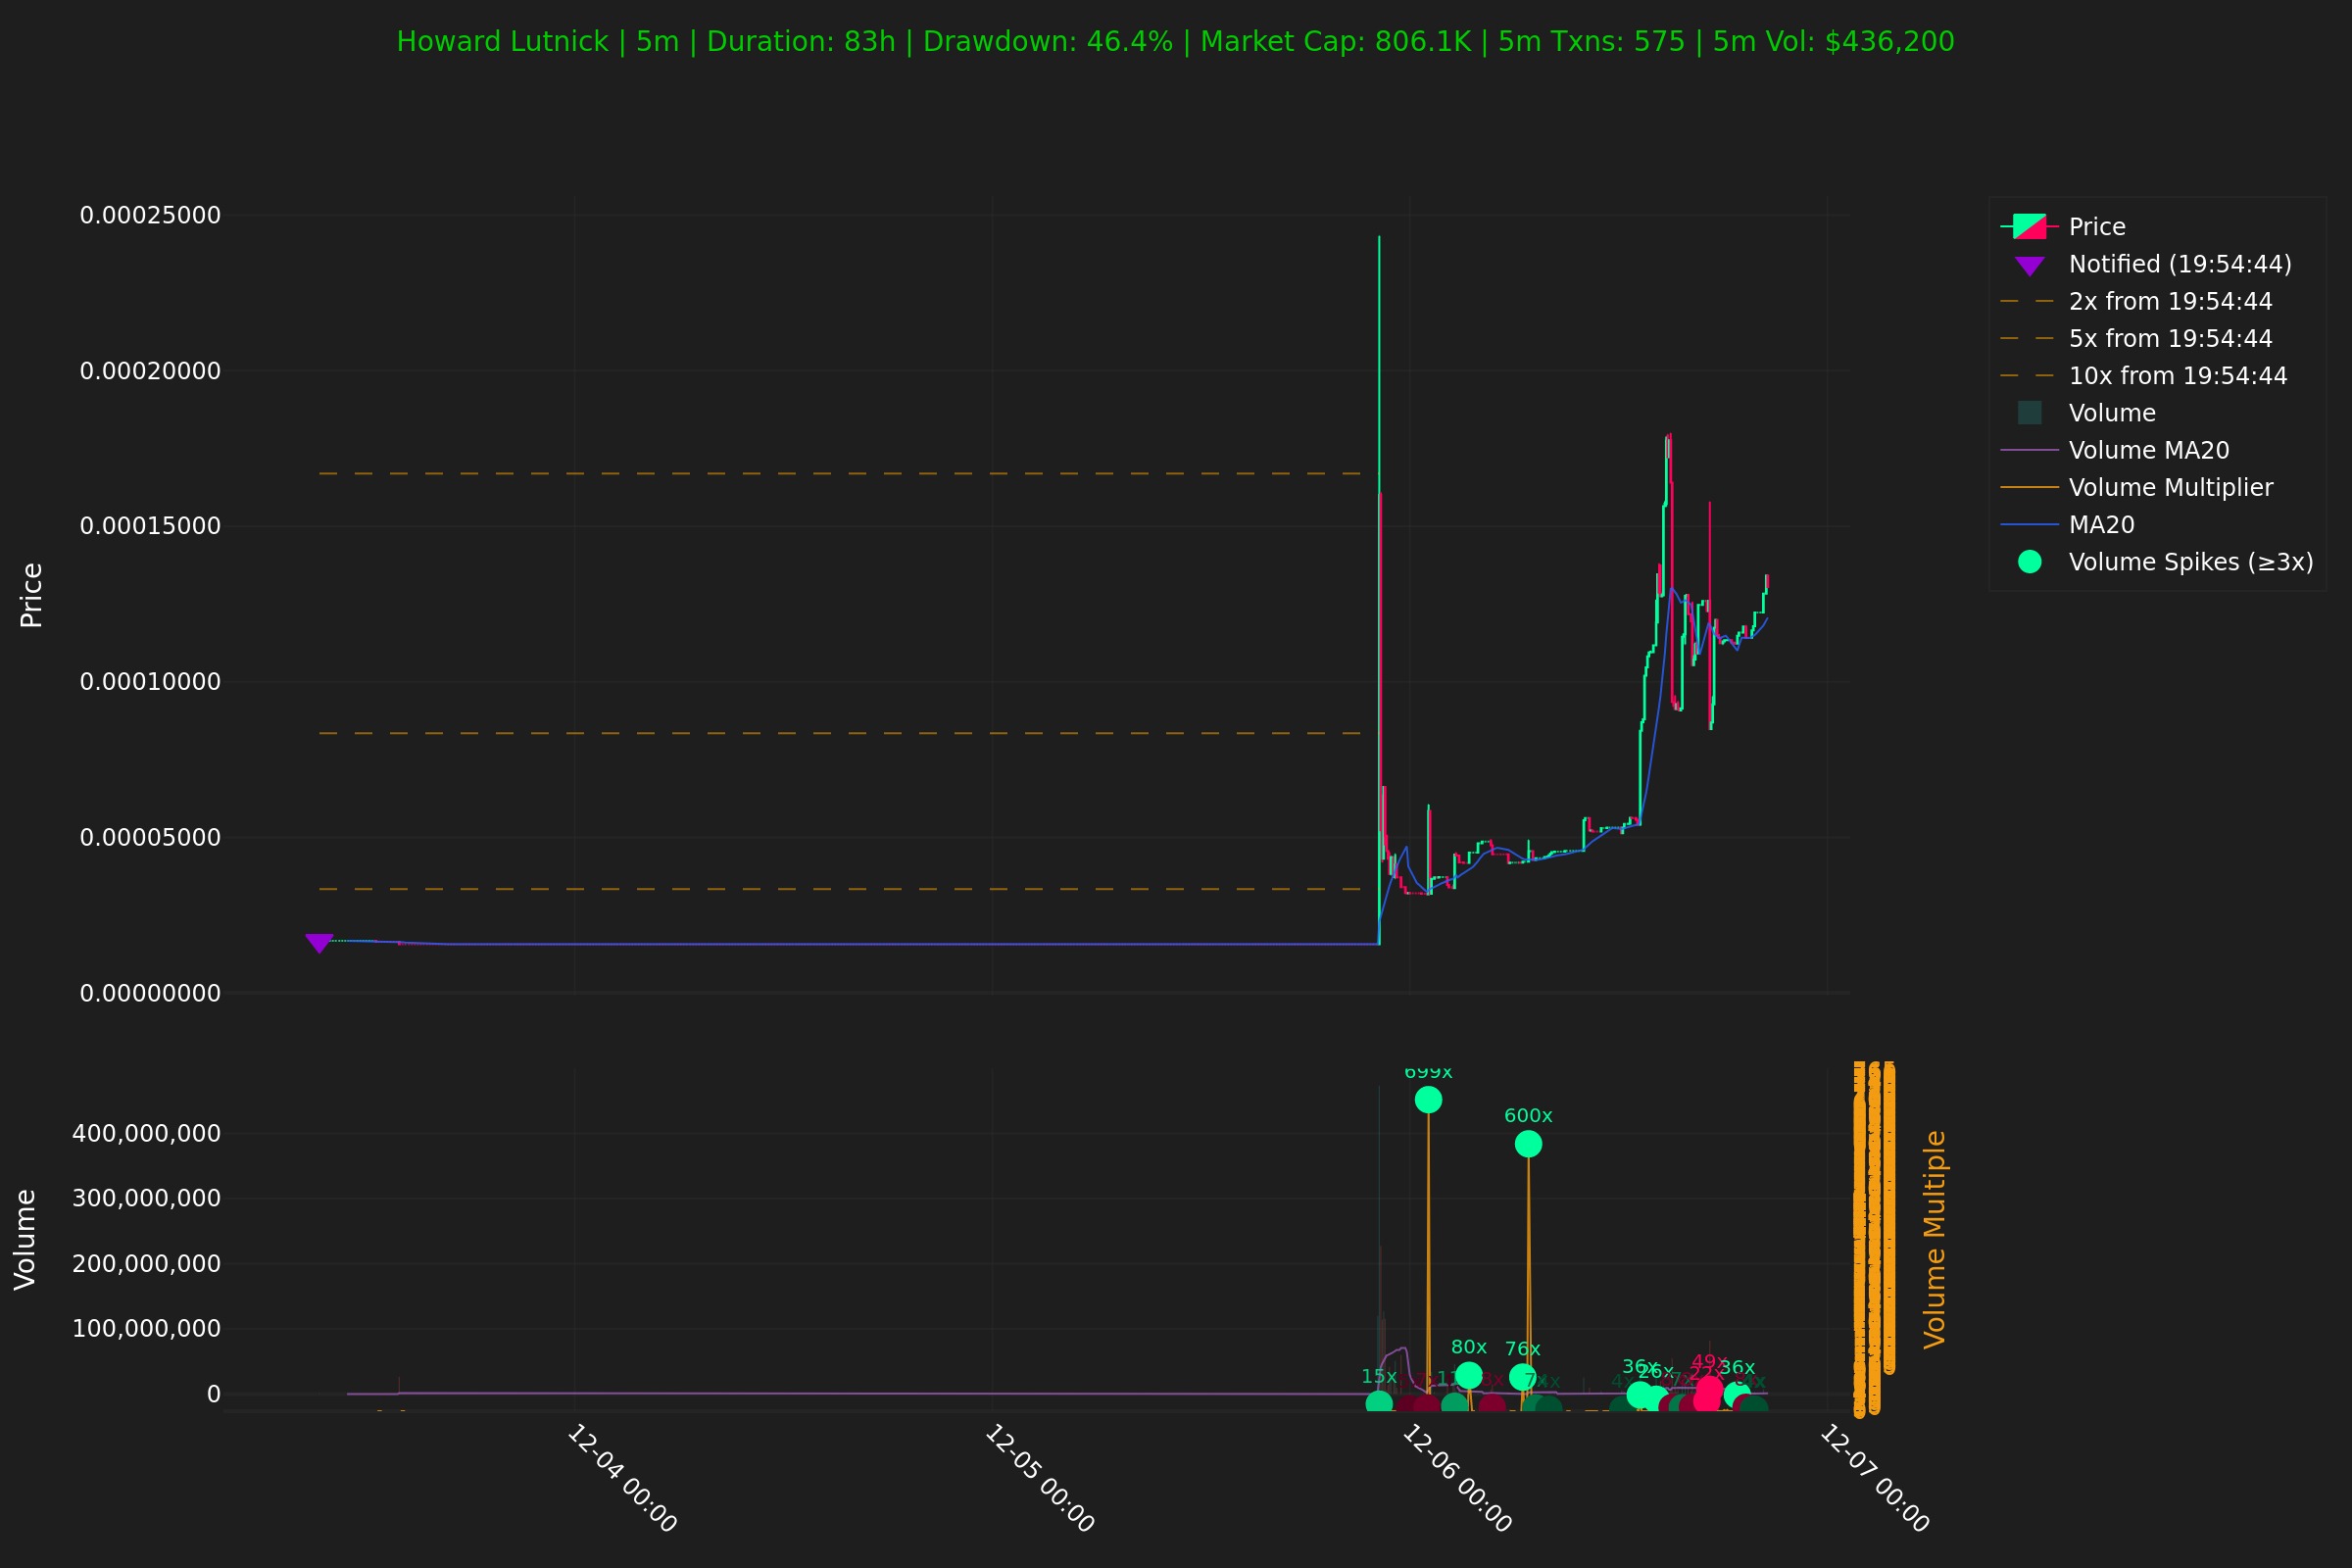 Howard Lutnick | 5m | Duration: 83h | Drawdown: 46.4% | Market Cap: 806.1K | 5m Txns: 575 | 5m Vol: $436,200
Price
0.00025000
0.00020000
0.00015000
0.00010000
0.00005000
0.00000000
Price
Notified (19:54:44)
2x from 19:54:44
5x from 19:54:44
10x from 19:54:44
Volume
Volume MA20
Volume Multiplier
MA20
Volume Spikes (≥3x)
Volume
400,000,000
300,000,000
200,000,000
100,000,000
0
699x
600x
80x
76x
15x
36x
26x
49x
22x
36x
Volume Multiple
12-04 00:00
12-05 00:00
12-06 00:00
12-07 00:00